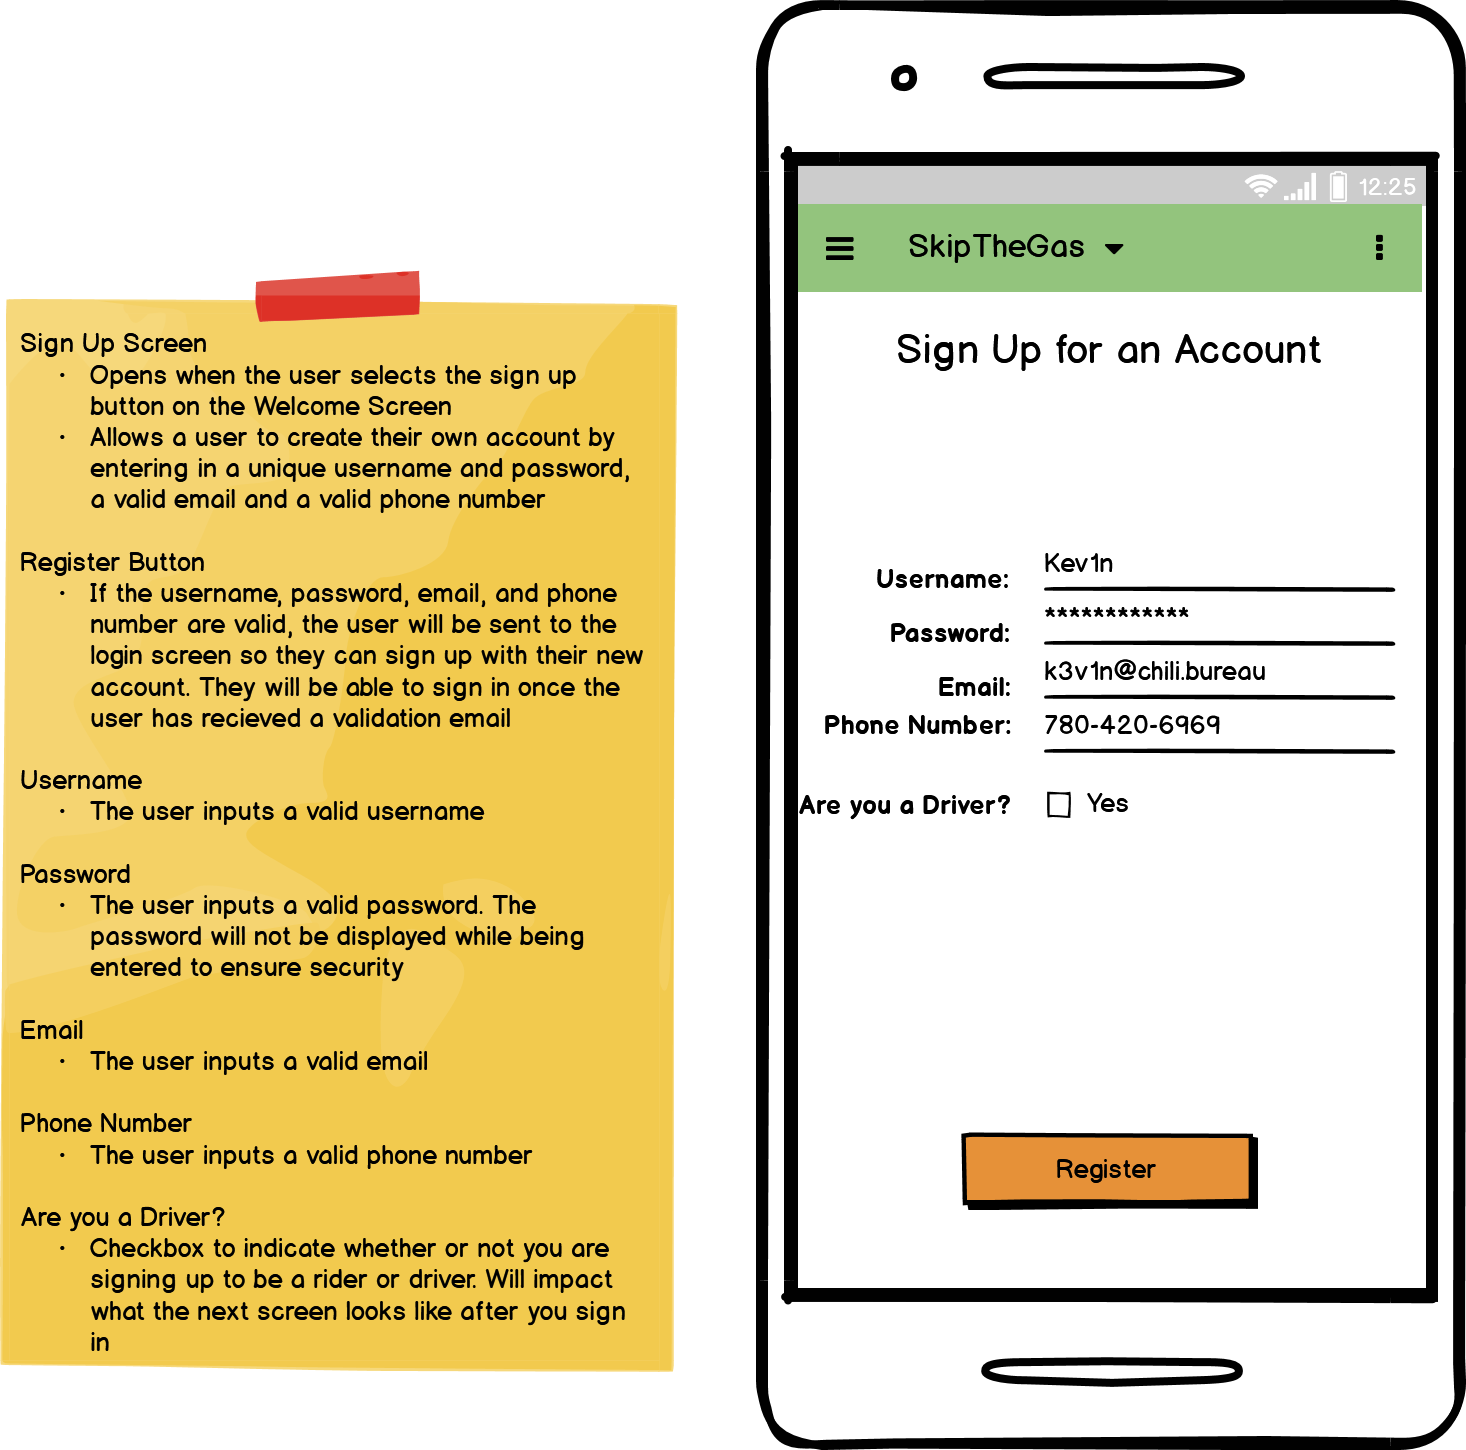 Sign Up Screen
· Opens when the user selects the sign up
button on the Welcome Screen
· Allows a user to create their own account by
entering in a unique username and password,
a valid email and a valid phone number
Register Button
· If the username, password, email, and phone
number are valid, the user will be sent to the
login screen so they can sign up with their new
account. They will be able to sign in once the
user has recieved a validation email
Username
· The user inputs a valid username
Password
· The user inputs a valid password. The
password will not be displayed while being
entered to ensure security
Email
· The user inputs a valid email
Phone Number
· The user inputs a valid phone number
Are you a Driver?
· Checkbox to indicate whether or not you are
signing up to be a rider or driver. Will impact
what the next screen looks like after you sign
in
12:25
SkipTheGas
Sign Up for an Account
Username: Kev1n
Password: ************
Email: k3v1n@chili.bureau
Phone Number: 780-420-6969
Are you a Driver? Yes
Register